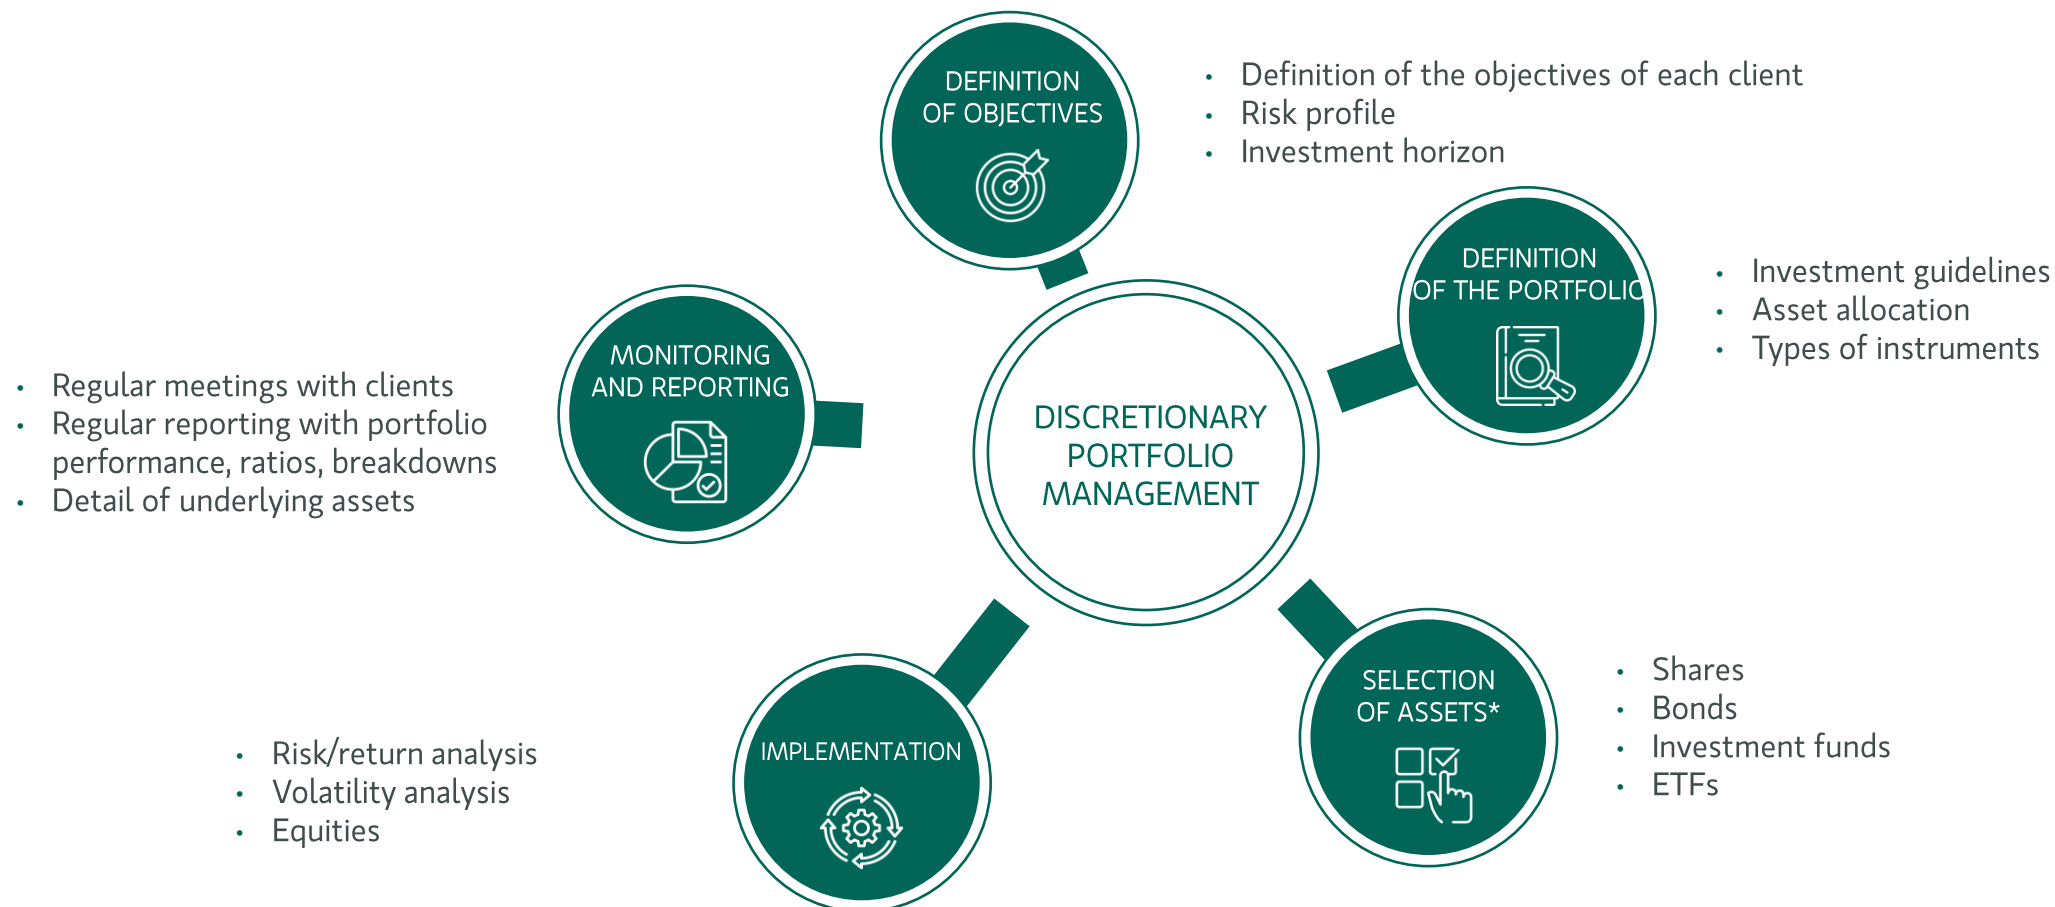 DEFINITION
OF OBJECTIVES
• Definition of the objectives of each client
• Risk profile
• Investment horizon
DEFINITION
OF THE PORTFOLIO
• Investment guidelines
• Asset allocation
• Types of instruments
MONITORING
AND REPORTING
• Regular meetings with clients
• Regular reporting with portfolio
performance, ratios, breakdowns
• Detail of underlying assets
DISCRETIONARY
PORTFOLIO
MANAGEMENT
SELECTION
OF ASSETS*
• Shares
• Bonds
• Investment funds
• ETFs
IMPLEMENTATION
• Risk/return analysis
• Volatility analysis
• Equities